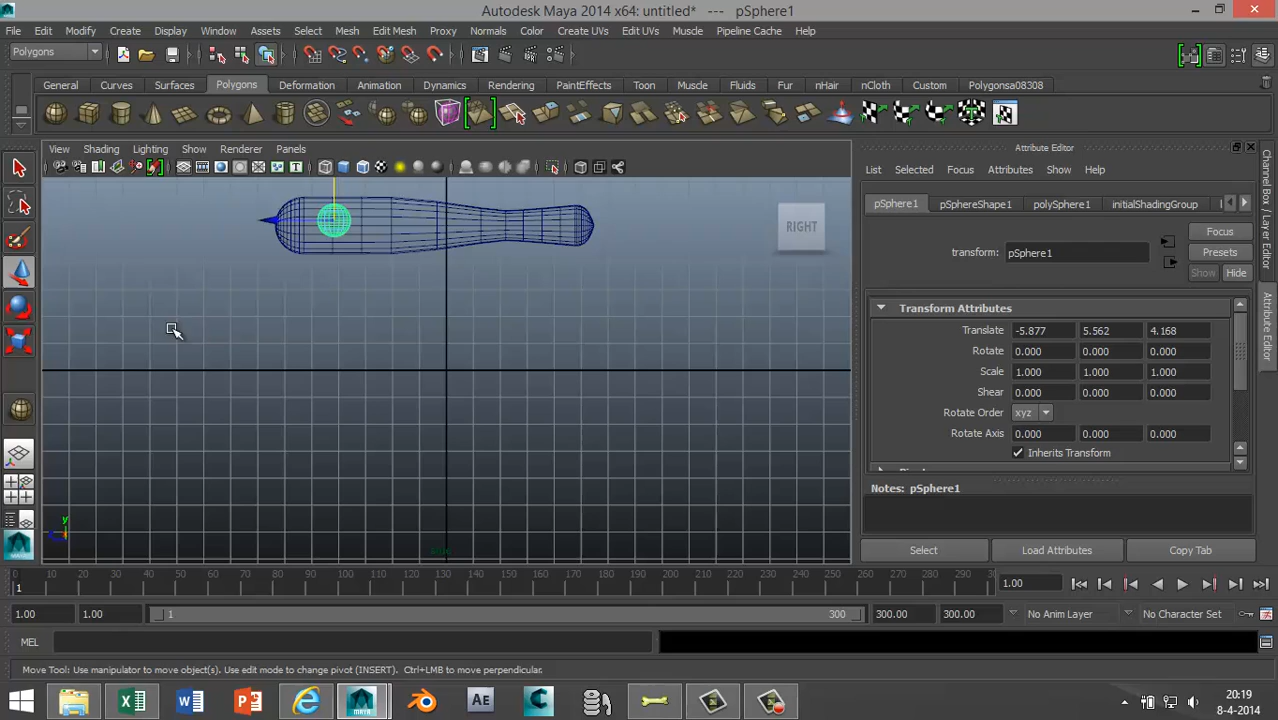 Autodesk Maya 2014 x64: untitled* --- pSphere1
File Edit Modify Create Display Window Assets Select Mesh Edit Mesh Proxy Normals Color Create UVs Edit UVs Muscle Pipeline Cache Help
Polygons
General Curves Surfaces Polygons Deformation Animation Dynamics Rendering PaintEffects Toon Muscle Fluids Fur nHair nCloth Custom Polygonsa08308
View Shading Lighting Show Renderer Panels
Attribute Editor
List Selected Focus Attributes Show Help
pSphere1 pSphereShape1 polySphere1 initialShadingGroup
RIGHT
Focus
transform: pSphere1
Presets
Show Hide
Transform Attributes
Translate -5.877 5.562 4.168
Rotate 0.000 0.000 0.000
Scale 1.000 1.000 1.000
Shear 0.000 0.000 0.000
Rotate Order xyz
Rotate Axis 0.000 0.000 0.000
Inherits Transform
Notes: pSphere1
y
Select Load Attributes Copy Tab
Channel Box / Layer Editor
Attribute Editor
0 10 20 30 40 50 60 70 80 90 100 110 120 130 140 150 160 170 180 190 200 210 220 230 240 250 260 270 280 290
1
1.00
1.00 1.00 1 300 300.00 300.00 No Anim Layer No Character Set
MEL
Move Tool: Use manipulator to move object(s). Use edit mode to change pivot (INSERT). Ctrl+LMB to move perpendicular.
20:19
8-4-2014